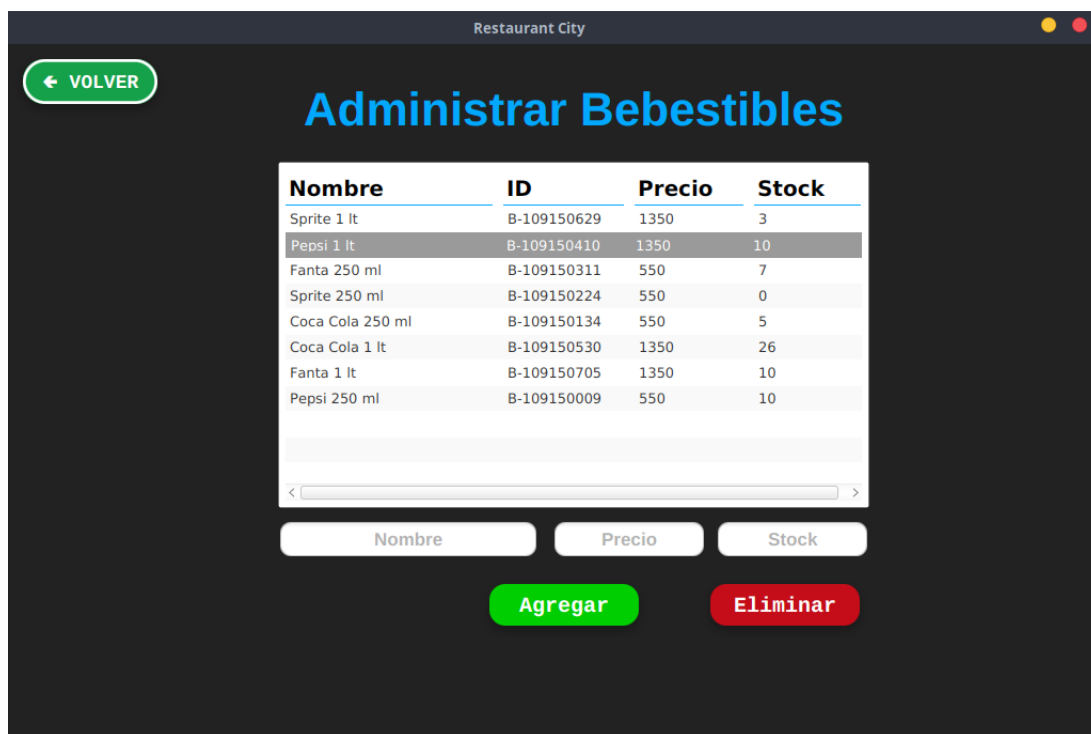 Restaurant City
VOLVER
Administrar Bebestibles
Nombre ID Precio Stock
Sprite 1 lt B-109150629 1350 3
Pepsi 1 lt B-109150410 1350 10
Fanta 250 ml B-109150311 550 7
Sprite 250 ml B-109150224 550 0
Coca Cola 250 ml B-109150134 550 5
Coca Cola 1 lt B-109150530 1350 26
Fanta 1 lt B-109150705 1350 10
Pepsi 250 ml B-109150009 550 10
Nombre Precio Stock
Agregar Eliminar